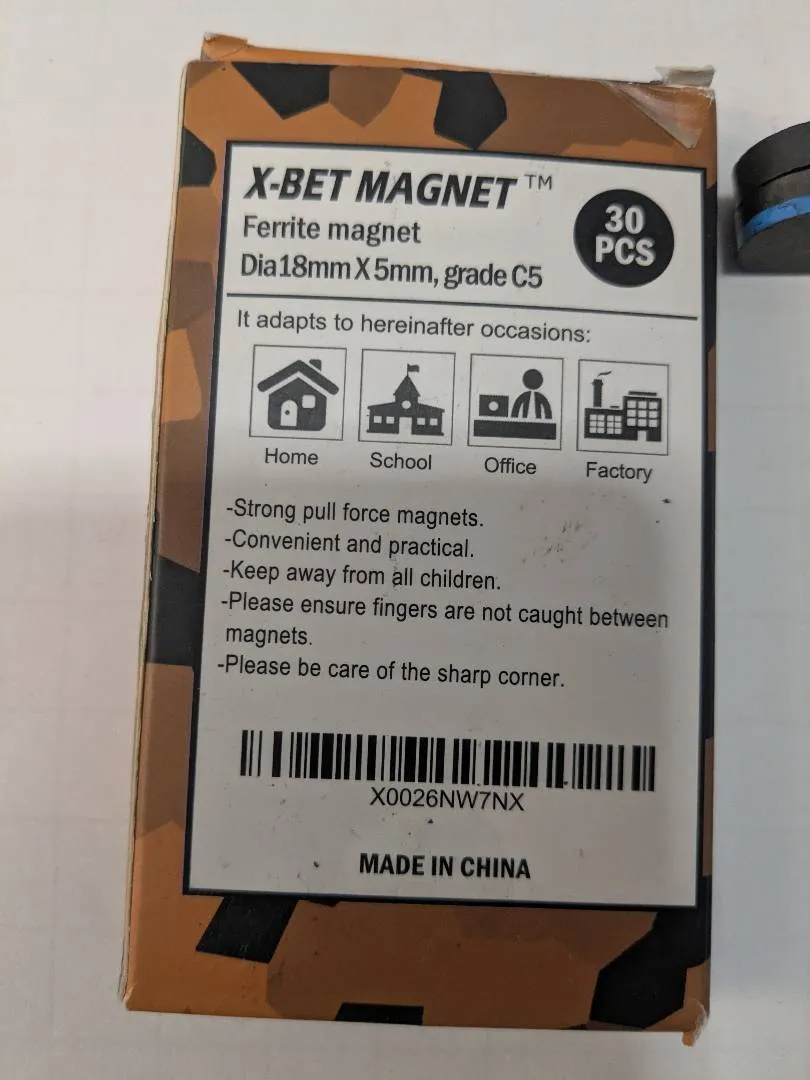 X-BET MAGNET™
Ferrite magnet
Dia18mm X 5mm, grade C5
30
PCS
It adapts to hereinafter occasions:
Home School Office Factory
-Strong pull force magnets.
-Convenient and practical.
-Keep away from all children.
-Please ensure fingers are not caught between
magnets.
-Please be care of the sharp corner.
X0026NW7NX
MADE IN CHINA